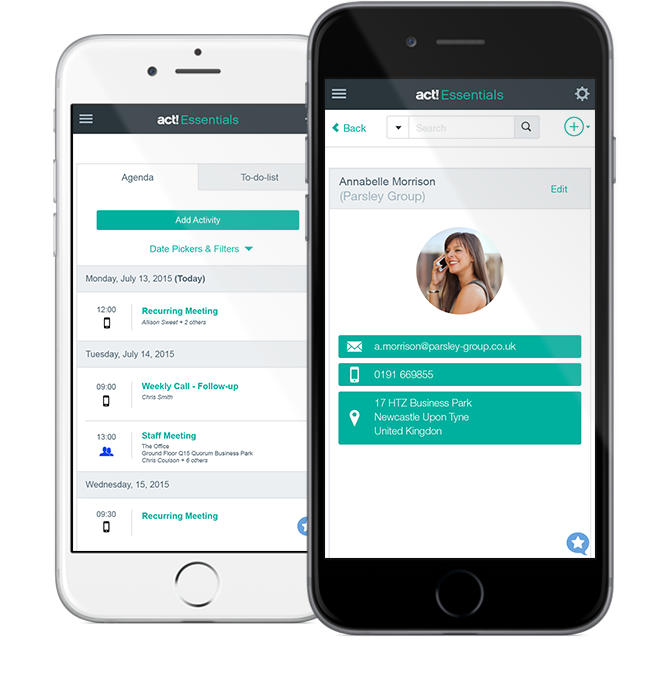 act! Essentials
Agenda
To-do-list
Add Activity
Date Pickers & Filters
Monday, July 13, 2015 (Today)
12:00
Recurring Meeting
Allison Sweet + 2 others
Tuesday, July 14, 2015
09:00
Weekly Call - Follow-up
Chris Smith
13:00
Staff Meeting
The Office
Ground Floor Q15 Quorum Business Park
Chris Coulson + 6 others
Wednesday, 15, 2015
09:30
Recurring Meeting
act! Essentials
Back
Search
Annabelle Morrison
(Parsley Group)
Edit
a.morrison@parsley-group.co.uk
0191 669855
17 HTZ Business Park
Newcastle Upon Tyne
United Kingdon